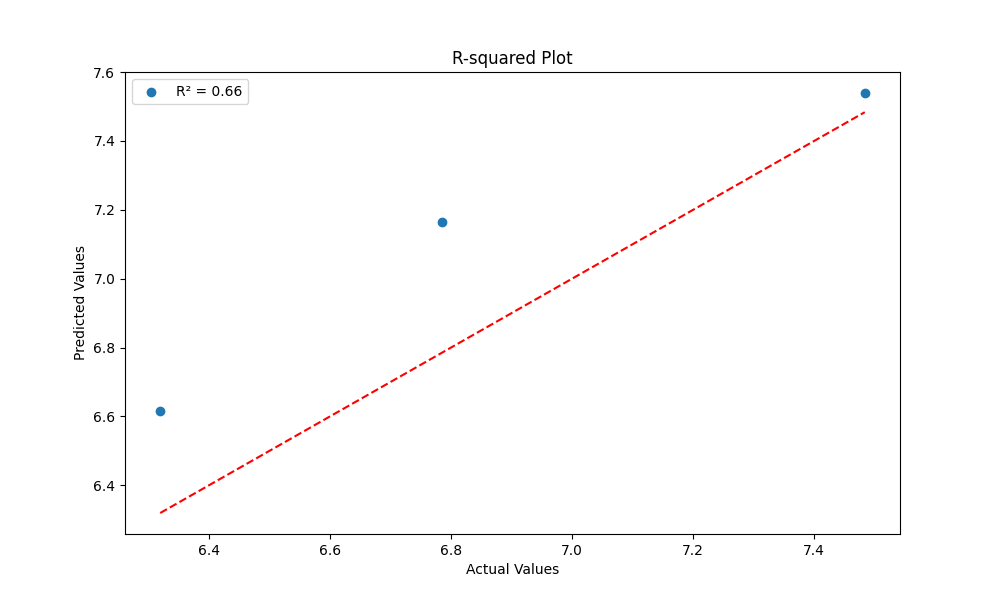 R-squared Plot
R² = 0.66
Predicted Values
7.6
7.4
7.2
7.0
6.8
6.6
6.4
6.4 6.6 6.8 7.0 7.2 7.4
Actual Values